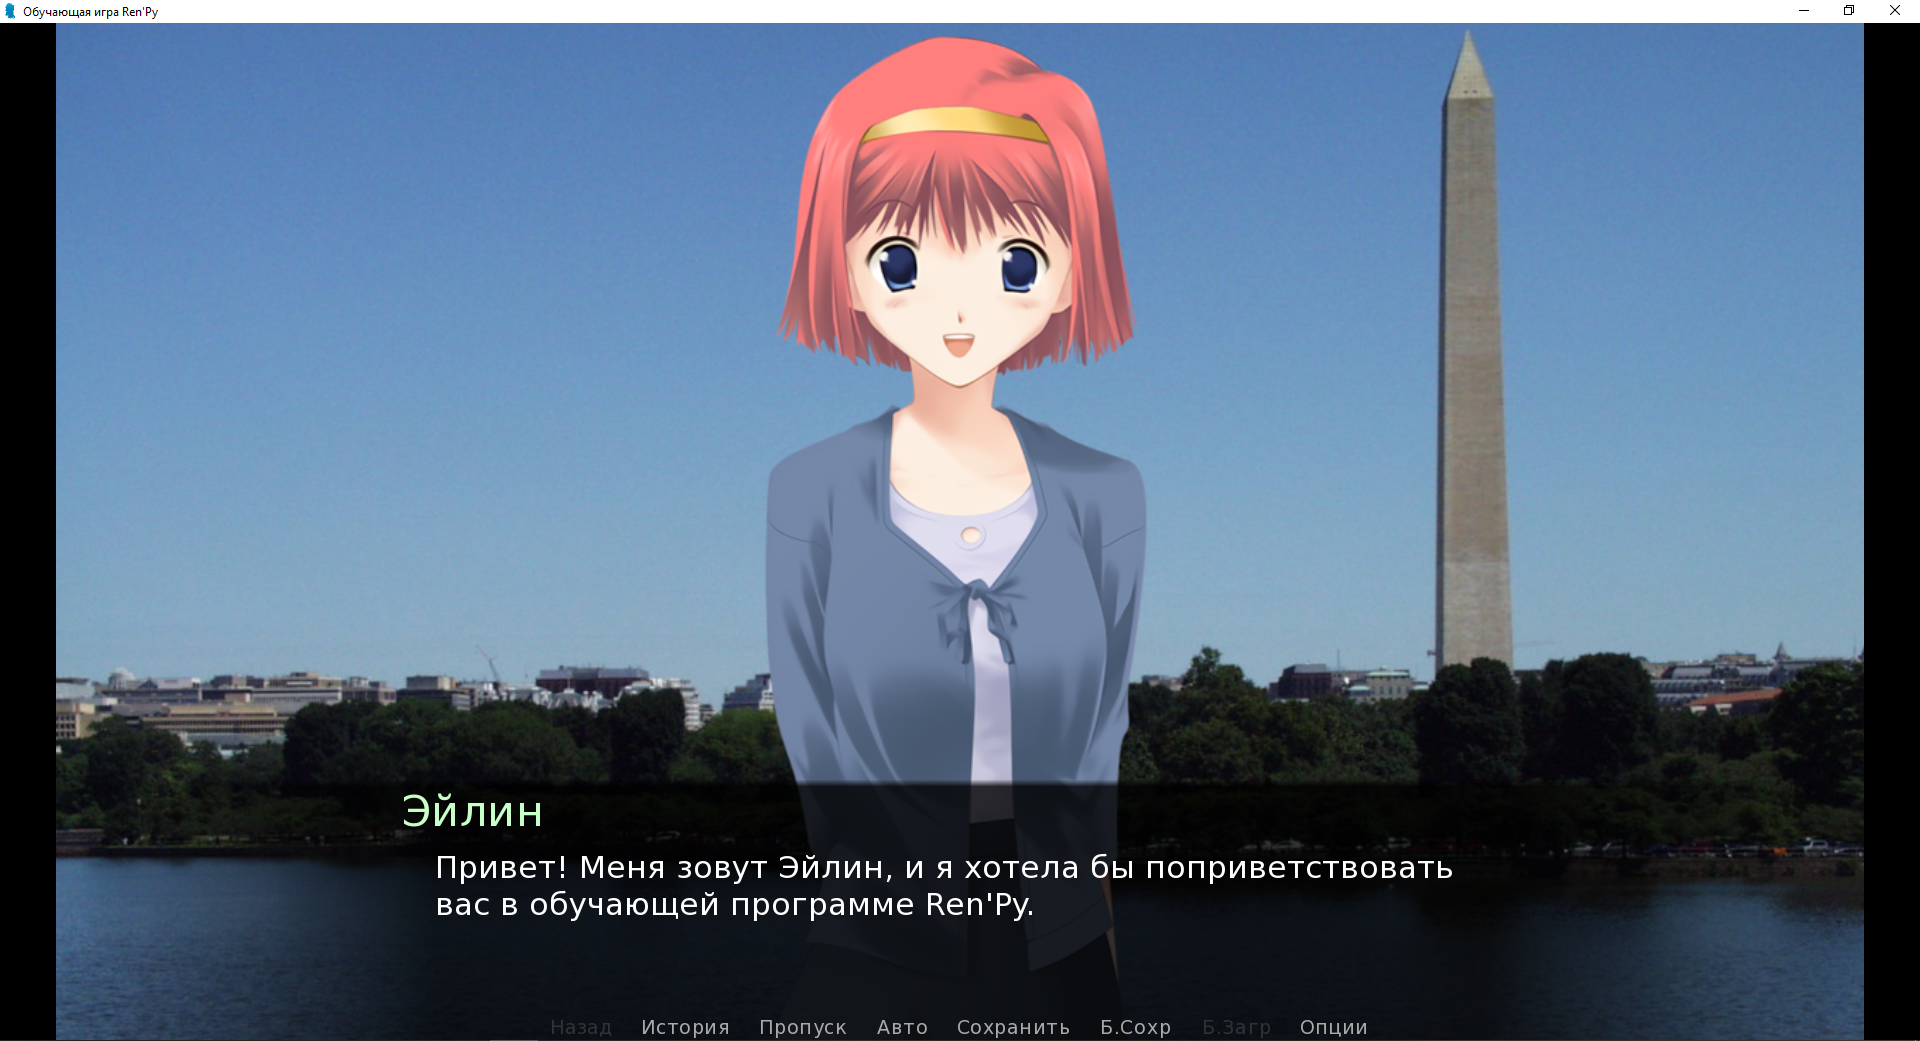 Обучающая игра Ren'Py
Эйлин
Привет! Меня зовут Эйлин, и я хотела бы поприветствовать
вас в обучающей программе Ren'Py.
Назад История Пропуск Авто Сохранить Б.Сохр Б.Загр Опции